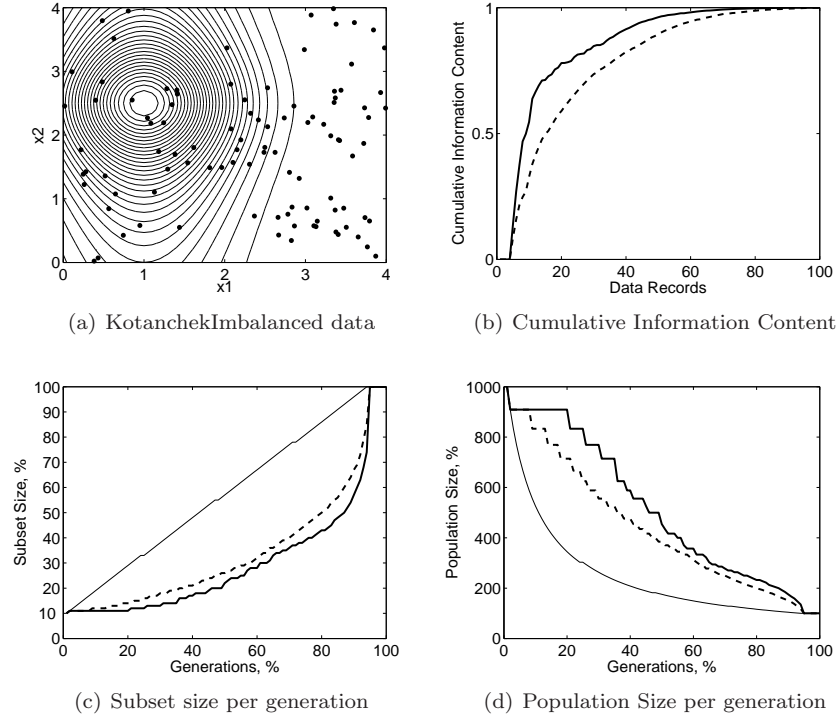 4
3
2
1
0
x2
0 1 2 3 4
x1
(a) KotanchekImbalanced data
1
0.5
0
Cumulative Information Content
0 20 40 60 80 100
Data Records
(b) Cumulative Information Content
100
90
80
70
60
50
40
30
20
10
0
Subset Size, %
0 20 40 60 80 100
Generations, %
(c) Subset size per generation
1000
800
600
400
200
0
Population Size, %
0 20 40 60 80 100
Generations, %
(d) Population Size per generation